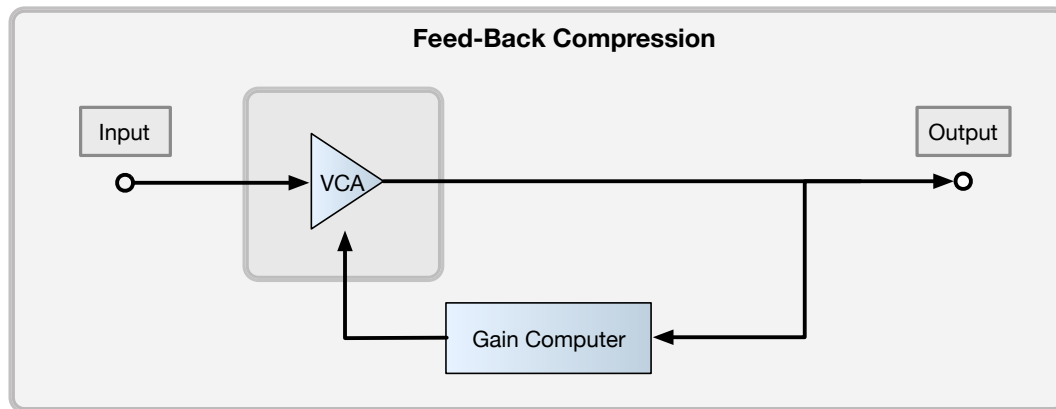 Feed-Back Compression
Input
Output
VCA
Gain Computer